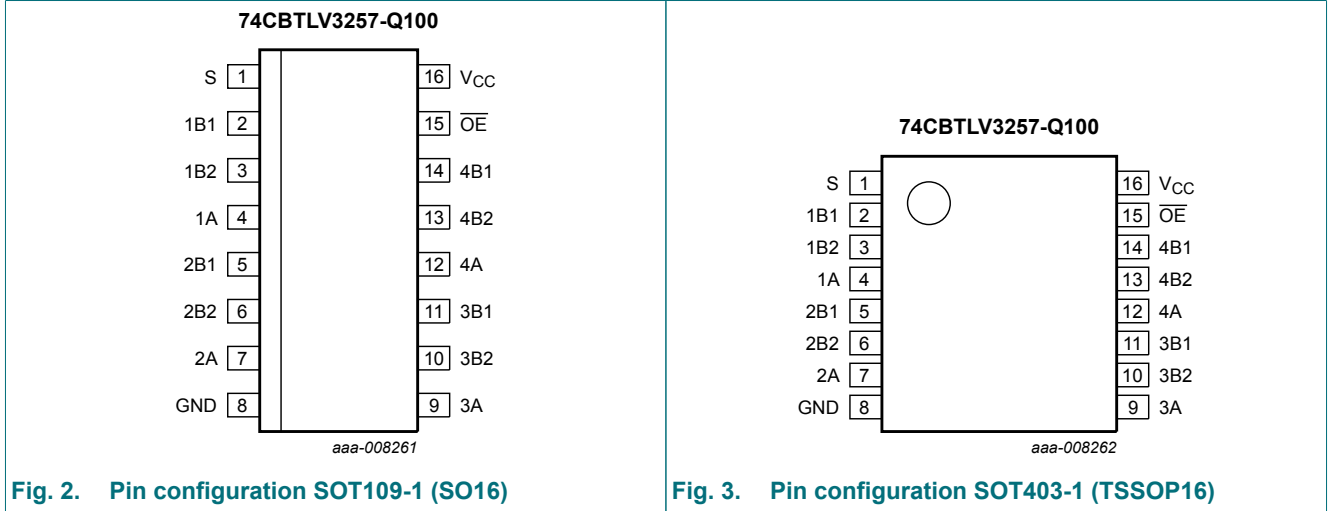 74CBTLV3257-Q100
S 1 16 VCC
1B1 2 15 OE
1B2 3 14 4B1
1A 4 13 4B2
2B1 5 12 4A
2B2 6 11 3B1
2A 7 10 3B2
GND 8 9 3A
aaa-008261
Fig. 2. Pin configuration SOT109-1 (SO16)
74CBTLV3257-Q100
S 1 16 VCC
1B1 2 15 OE
1B2 3 14 4B1
1A 4 13 4B2
2B1 5 12 4A
2B2 6 11 3B1
2A 7 10 3B2
GND 8 9 3A
aaa-008262
Fig. 3. Pin configuration SOT403-1 (TSSOP16)